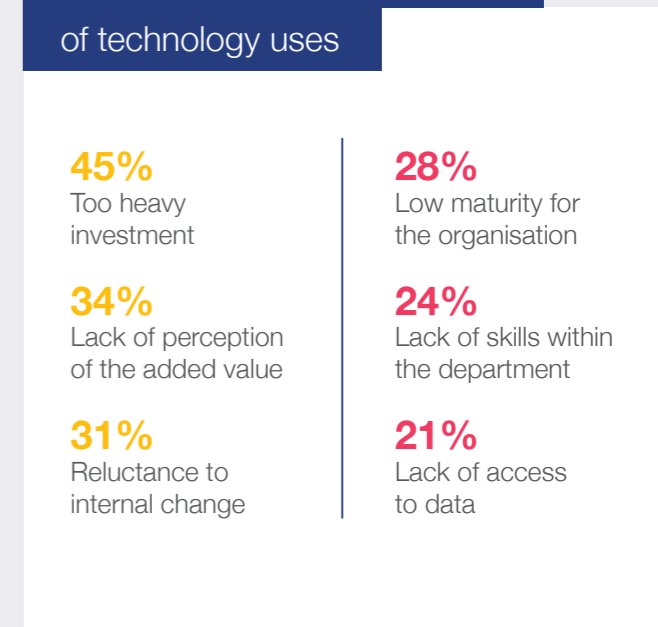 of technology uses
45%
Too heavy
investment
34%
Lack of perception
of the added value
31%
Reluctance to
internal change
28%
Low maturity for
the organisation
24%
Lack of skills within
the department
21%
Lack of access
to data